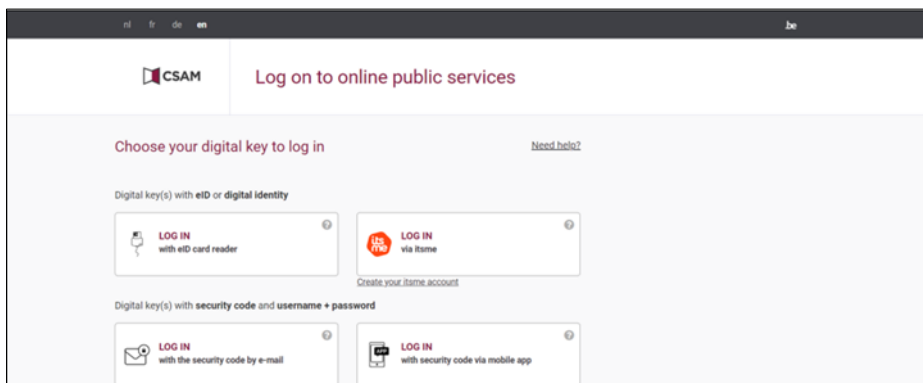 nl fr de en .be
CSAM Log on to online public services
Choose your digital key to log in Need help?
Digital key(s) with eID or digital identity
LOG IN
with eID card reader
itsme LOG IN
via itsme
Create your itsme account
Digital key(s) with security code and username + password
LOG IN
with the security code by e-mail
APP LOG IN
with security code via mobile app